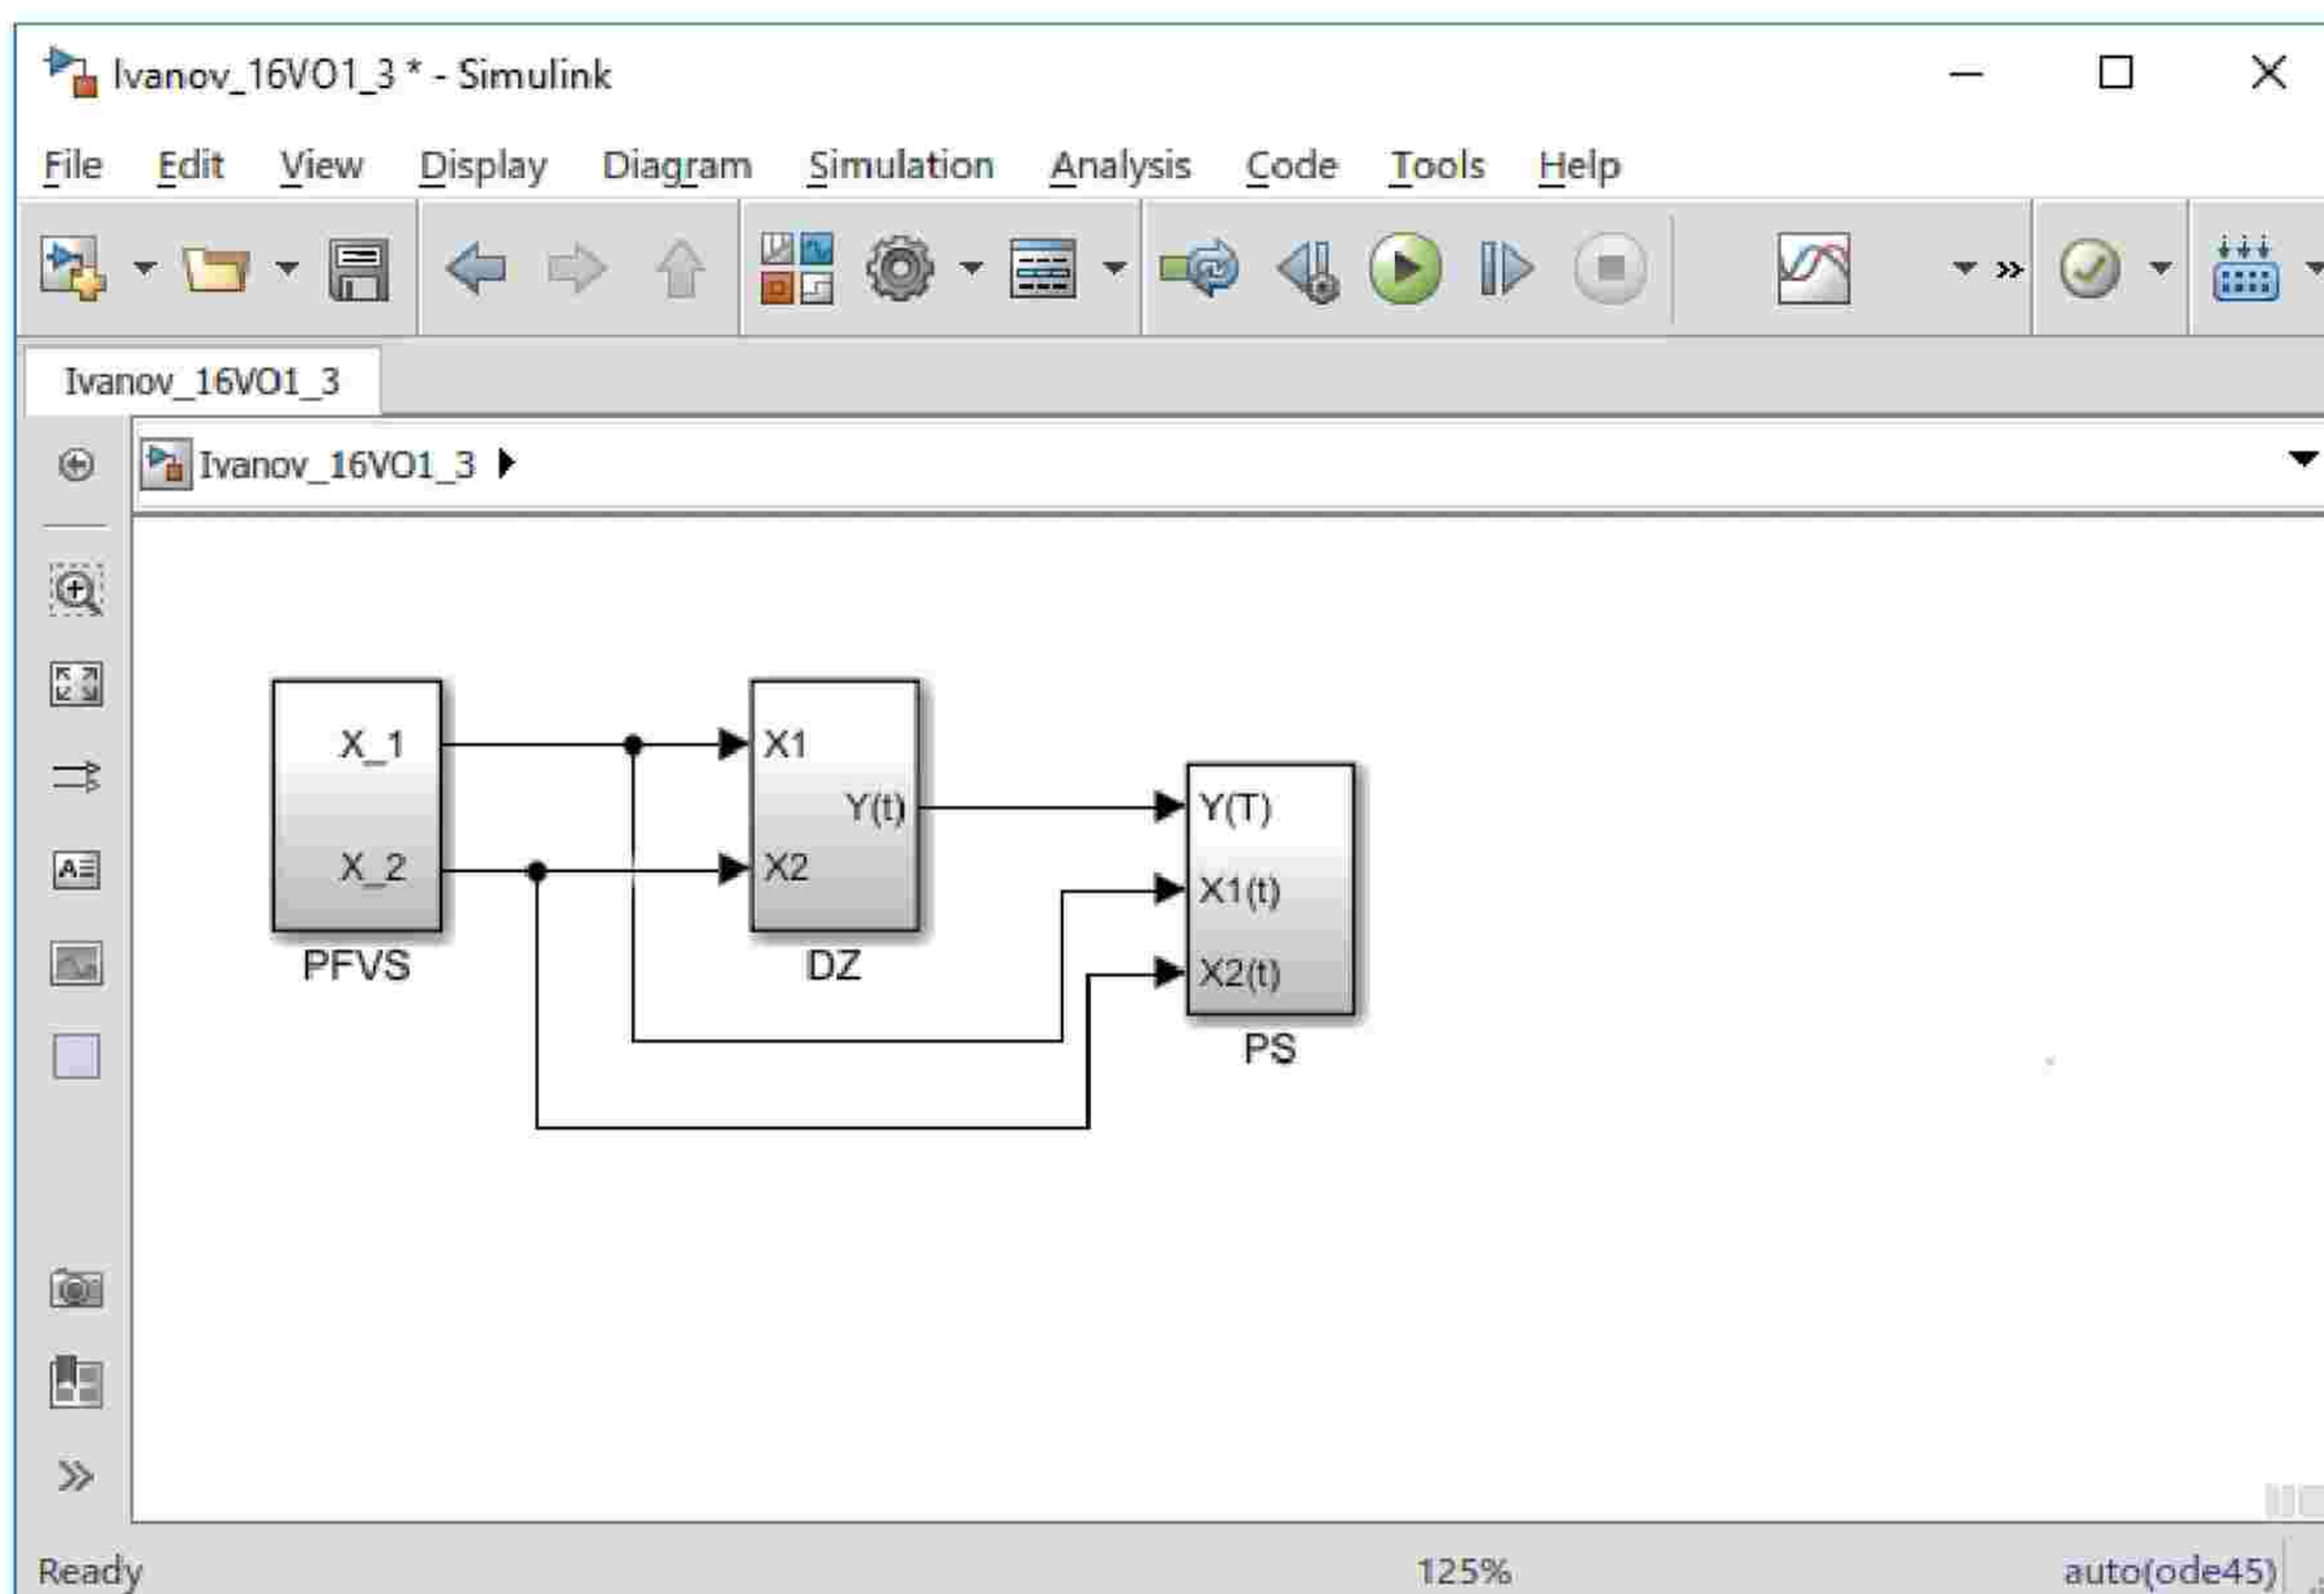 Ivanov_16VO1_3 * - Simulink
File Edit View Display Diagram Simulation Analysis Code Tools Help
Ivanov_16VO1_3
Ivanov_16VO1_3
X_1
X_2
PFVS
X1
Y(t)
X2
DZ
Y(T)
X1(t)
X2(t)
PS
Ready 125% auto(ode45)